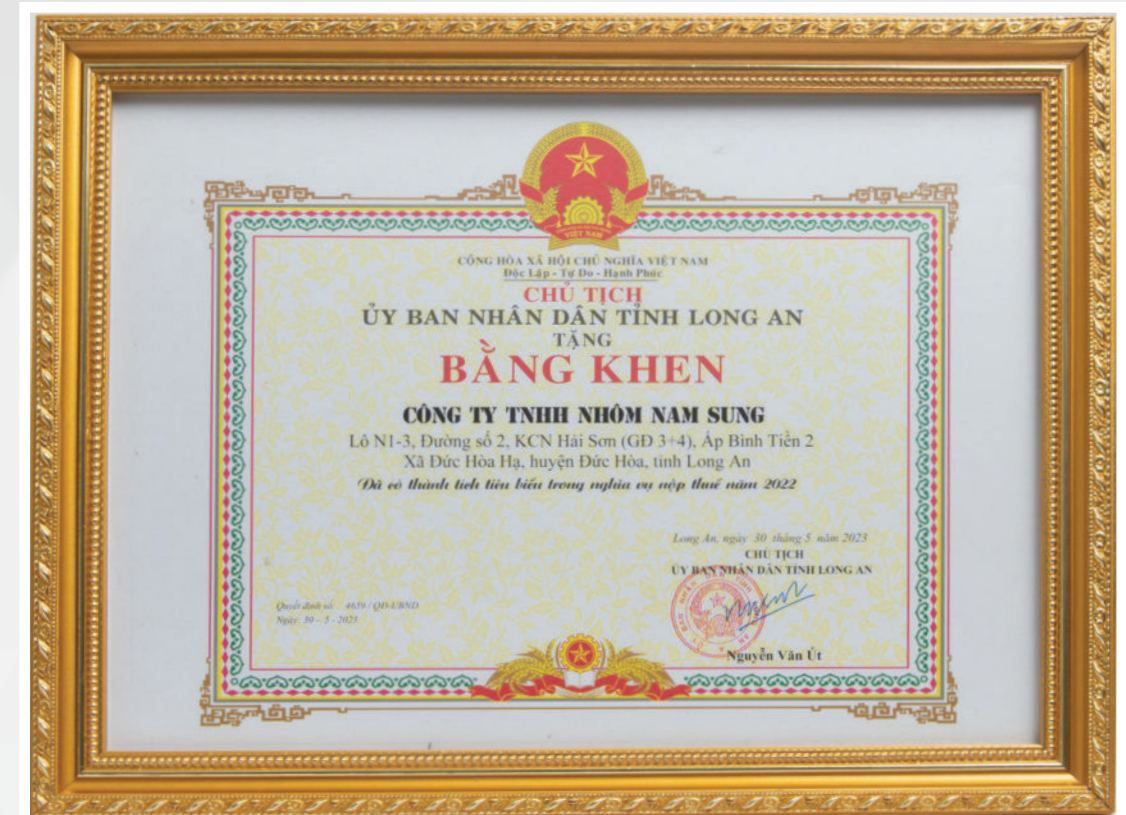 VIỆT NAM
CỘNG HÒA XÃ HỘI CHỦ NGHĨA VIỆT NAM
Độc Lập - Tự Do - Hạnh Phúc
CHỦ TỊCH
ỦY BAN NHÂN DÂN TỈNH LONG AN
TẶNG
BẰNG KHEN
CÔNG TY TNHH NHÔM NAM SUNG
Lô N1-3, Đường số 2, KCN Hải Sơn (GĐ 3+4), Ấp Bình Tiền 2
Xã Đức Hòa Hạ, huyện Đức Hòa, tỉnh Long An
Đã có thành tích tiêu biểu trong nghĩa vụ nộp thuế năm 2022
Long An, ngày 30 tháng 5 năm 2023
CHỦ TỊCH
ỦY BAN NHÂN DÂN TỈNH LONG AN
Quyết định số: 4659 / QĐ-UBND
Ngày: 30 - 5 - 2023
Nguyễn Văn Út